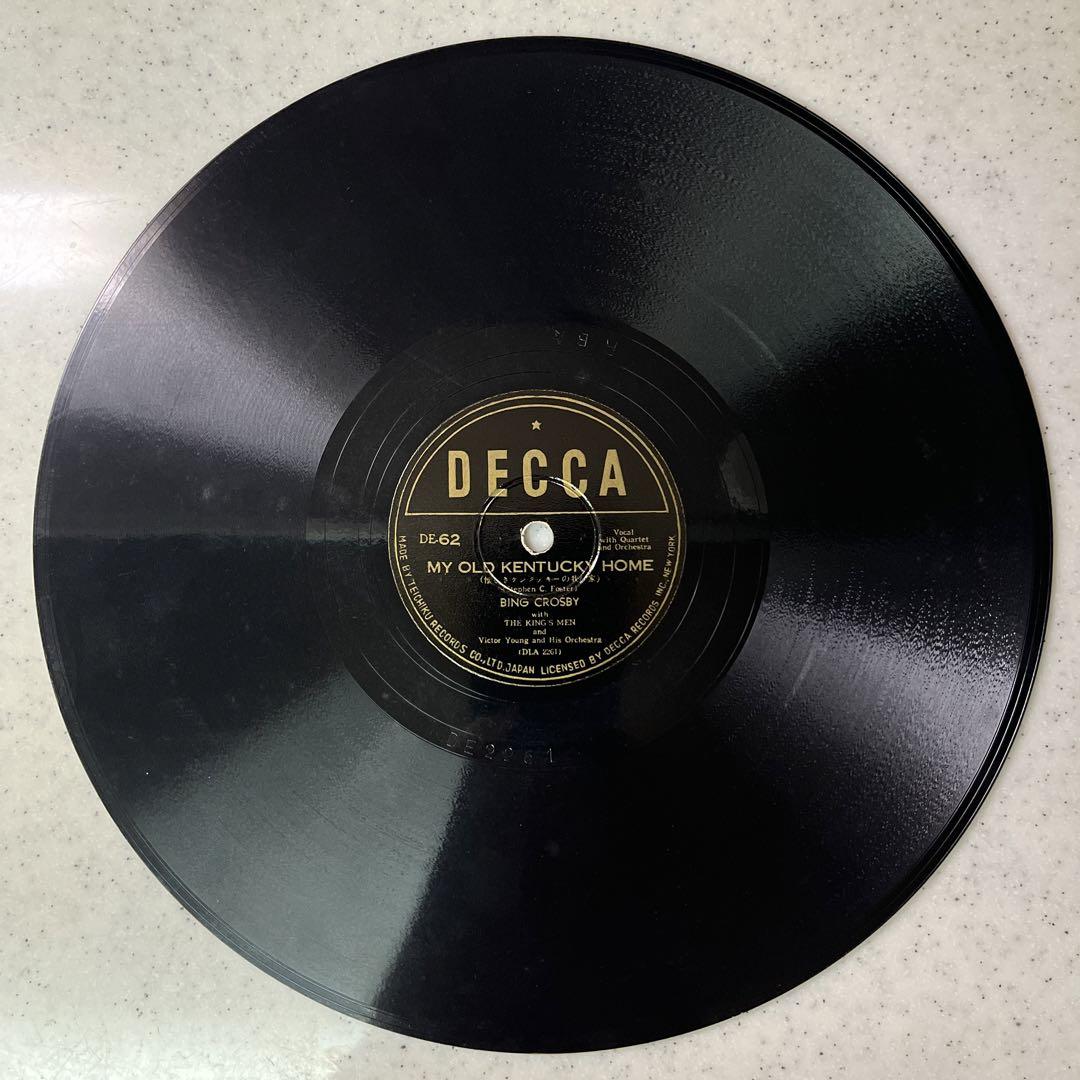 DECCA
DE-62
Vocal
with Quartet
and Orchestra
MY OLD KENTUCKY HOME
(Stephen C. Foster)
BING CROSBY
with
THE KING'S MEN
and
Victor Young and His Orchestra
(DLA 2261)
MADE BY TEICHIKU RECORDS CO., LTD. JAPAN LICENSED BY DECCA RECORDS INC. NEW YORK
DE2261